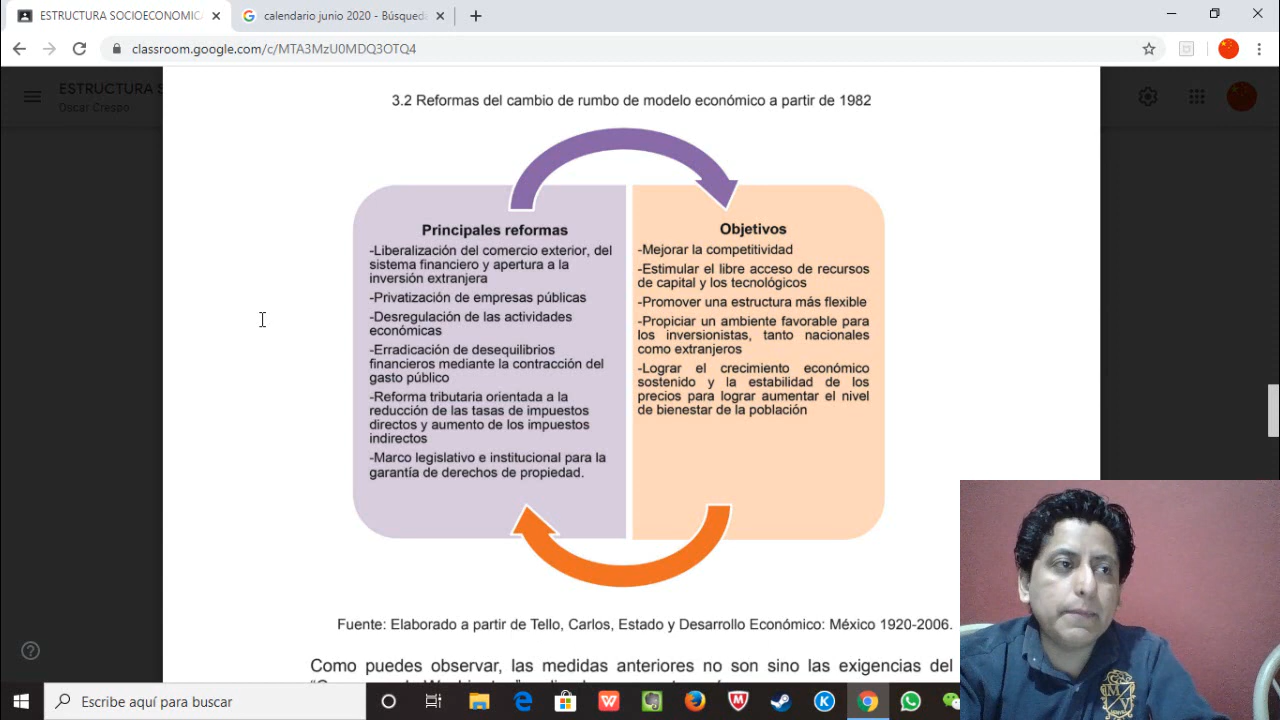 ESTRUCTURA SOCIOECONOMICA
calendario junio 2020 - Búsqueda
classroom.google.com/c/MTA3MzU0MDQ3OTQ4
ESTRUCTURA S
Oscar Crespo
3.2 Reformas del cambio de rumbo de modelo económico a partir de 1982
Principales reformas
-Liberalización del comercio exterior, del
sistema financiero y apertura a la
inversión extranjera
-Privatización de empresas públicas
-Desregulación de las actividades
económicas
-Erradicación de desequilibrios
financieros mediante la contracción del
gasto público
-Reforma tributaria orientada a la
reducción de las tasas de impuestos
directos y aumento de los impuestos
indirectos
-Marco legislativo e institucional para la
garantía de derechos de propiedad.
Objetivos
-Mejorar la competitividad
-Estimular el libre acceso de recursos
de capital y los tecnológicos
-Promover una estructura más flexible
-Propiciar un ambiente favorable para
los inversionistas, tanto nacionales
como extranjeros
-Lograr el crecimiento económico
sostenido y la estabilidad de los
precios para lograr aumentar el nivel
de bienestar de la población
Fuente: Elaborado a partir de Tello, Carlos, Estado y Desarrollo Económico: México 1920-2006.
Como puedes observar, las medidas anteriores no son sino las exigencias del
Escribe aquí para buscar